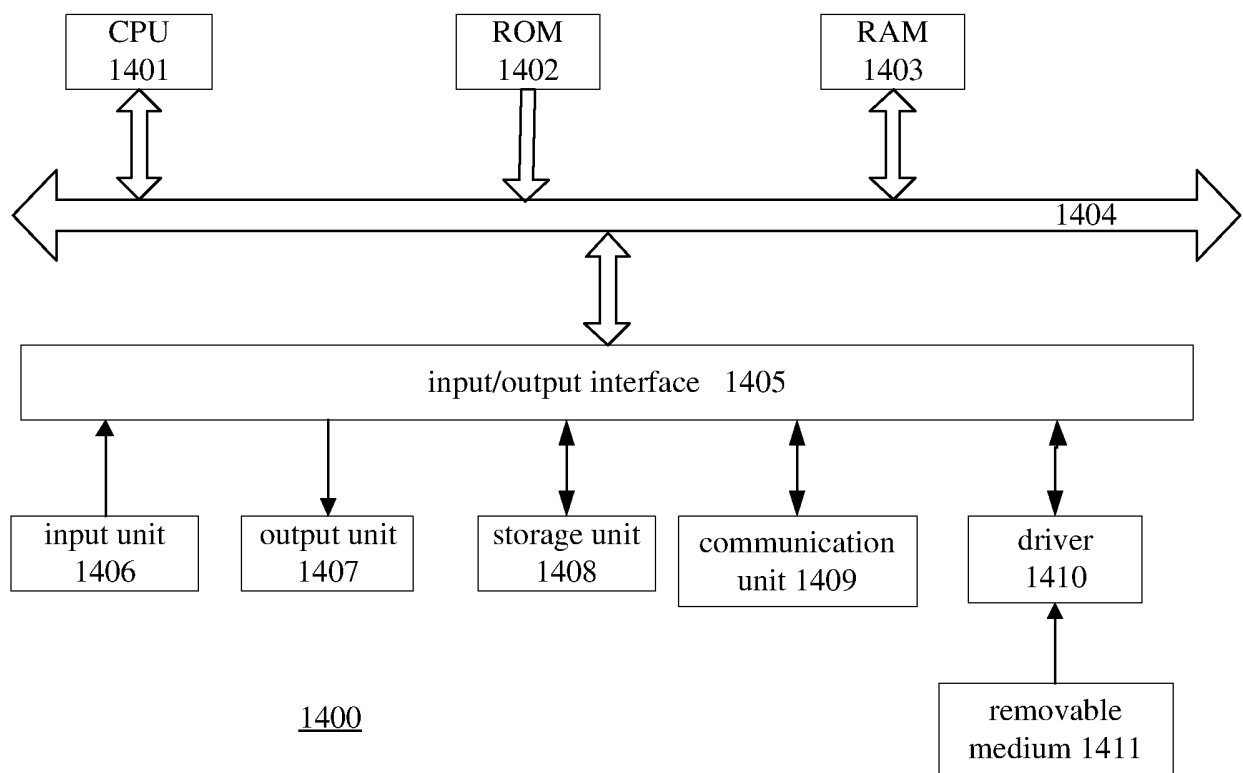 CPU
1401
ROM
1402
RAM
1403
1404
input/output interface 1405
input unit
1406
output unit
1407
storage unit
1408
communication
unit 1409
driver
1410
1400
removable
medium 1411